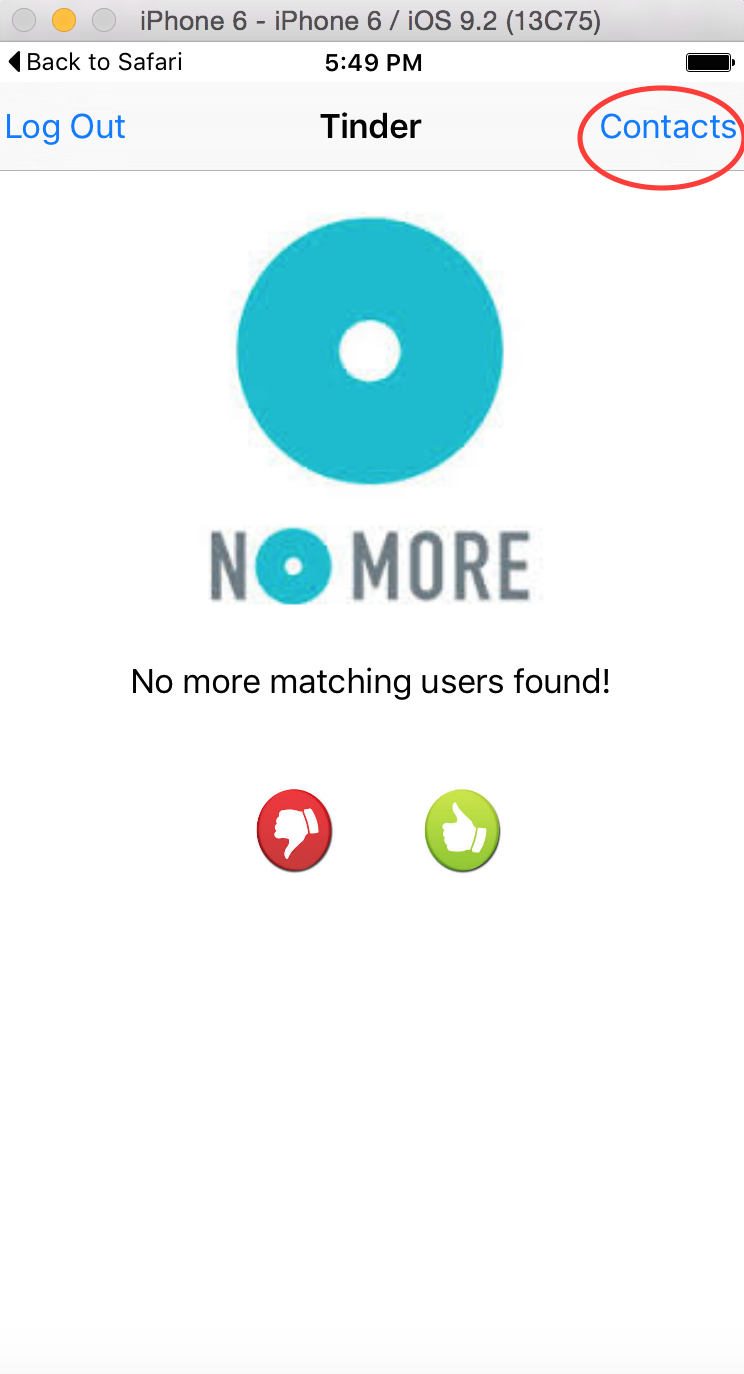 iPhone 6 - iPhone 6 / iOS 9.2 (13C75)
Back to Safari 5:49 PM
Log Out Tinder Contacts
NO MORE
No more matching users found!